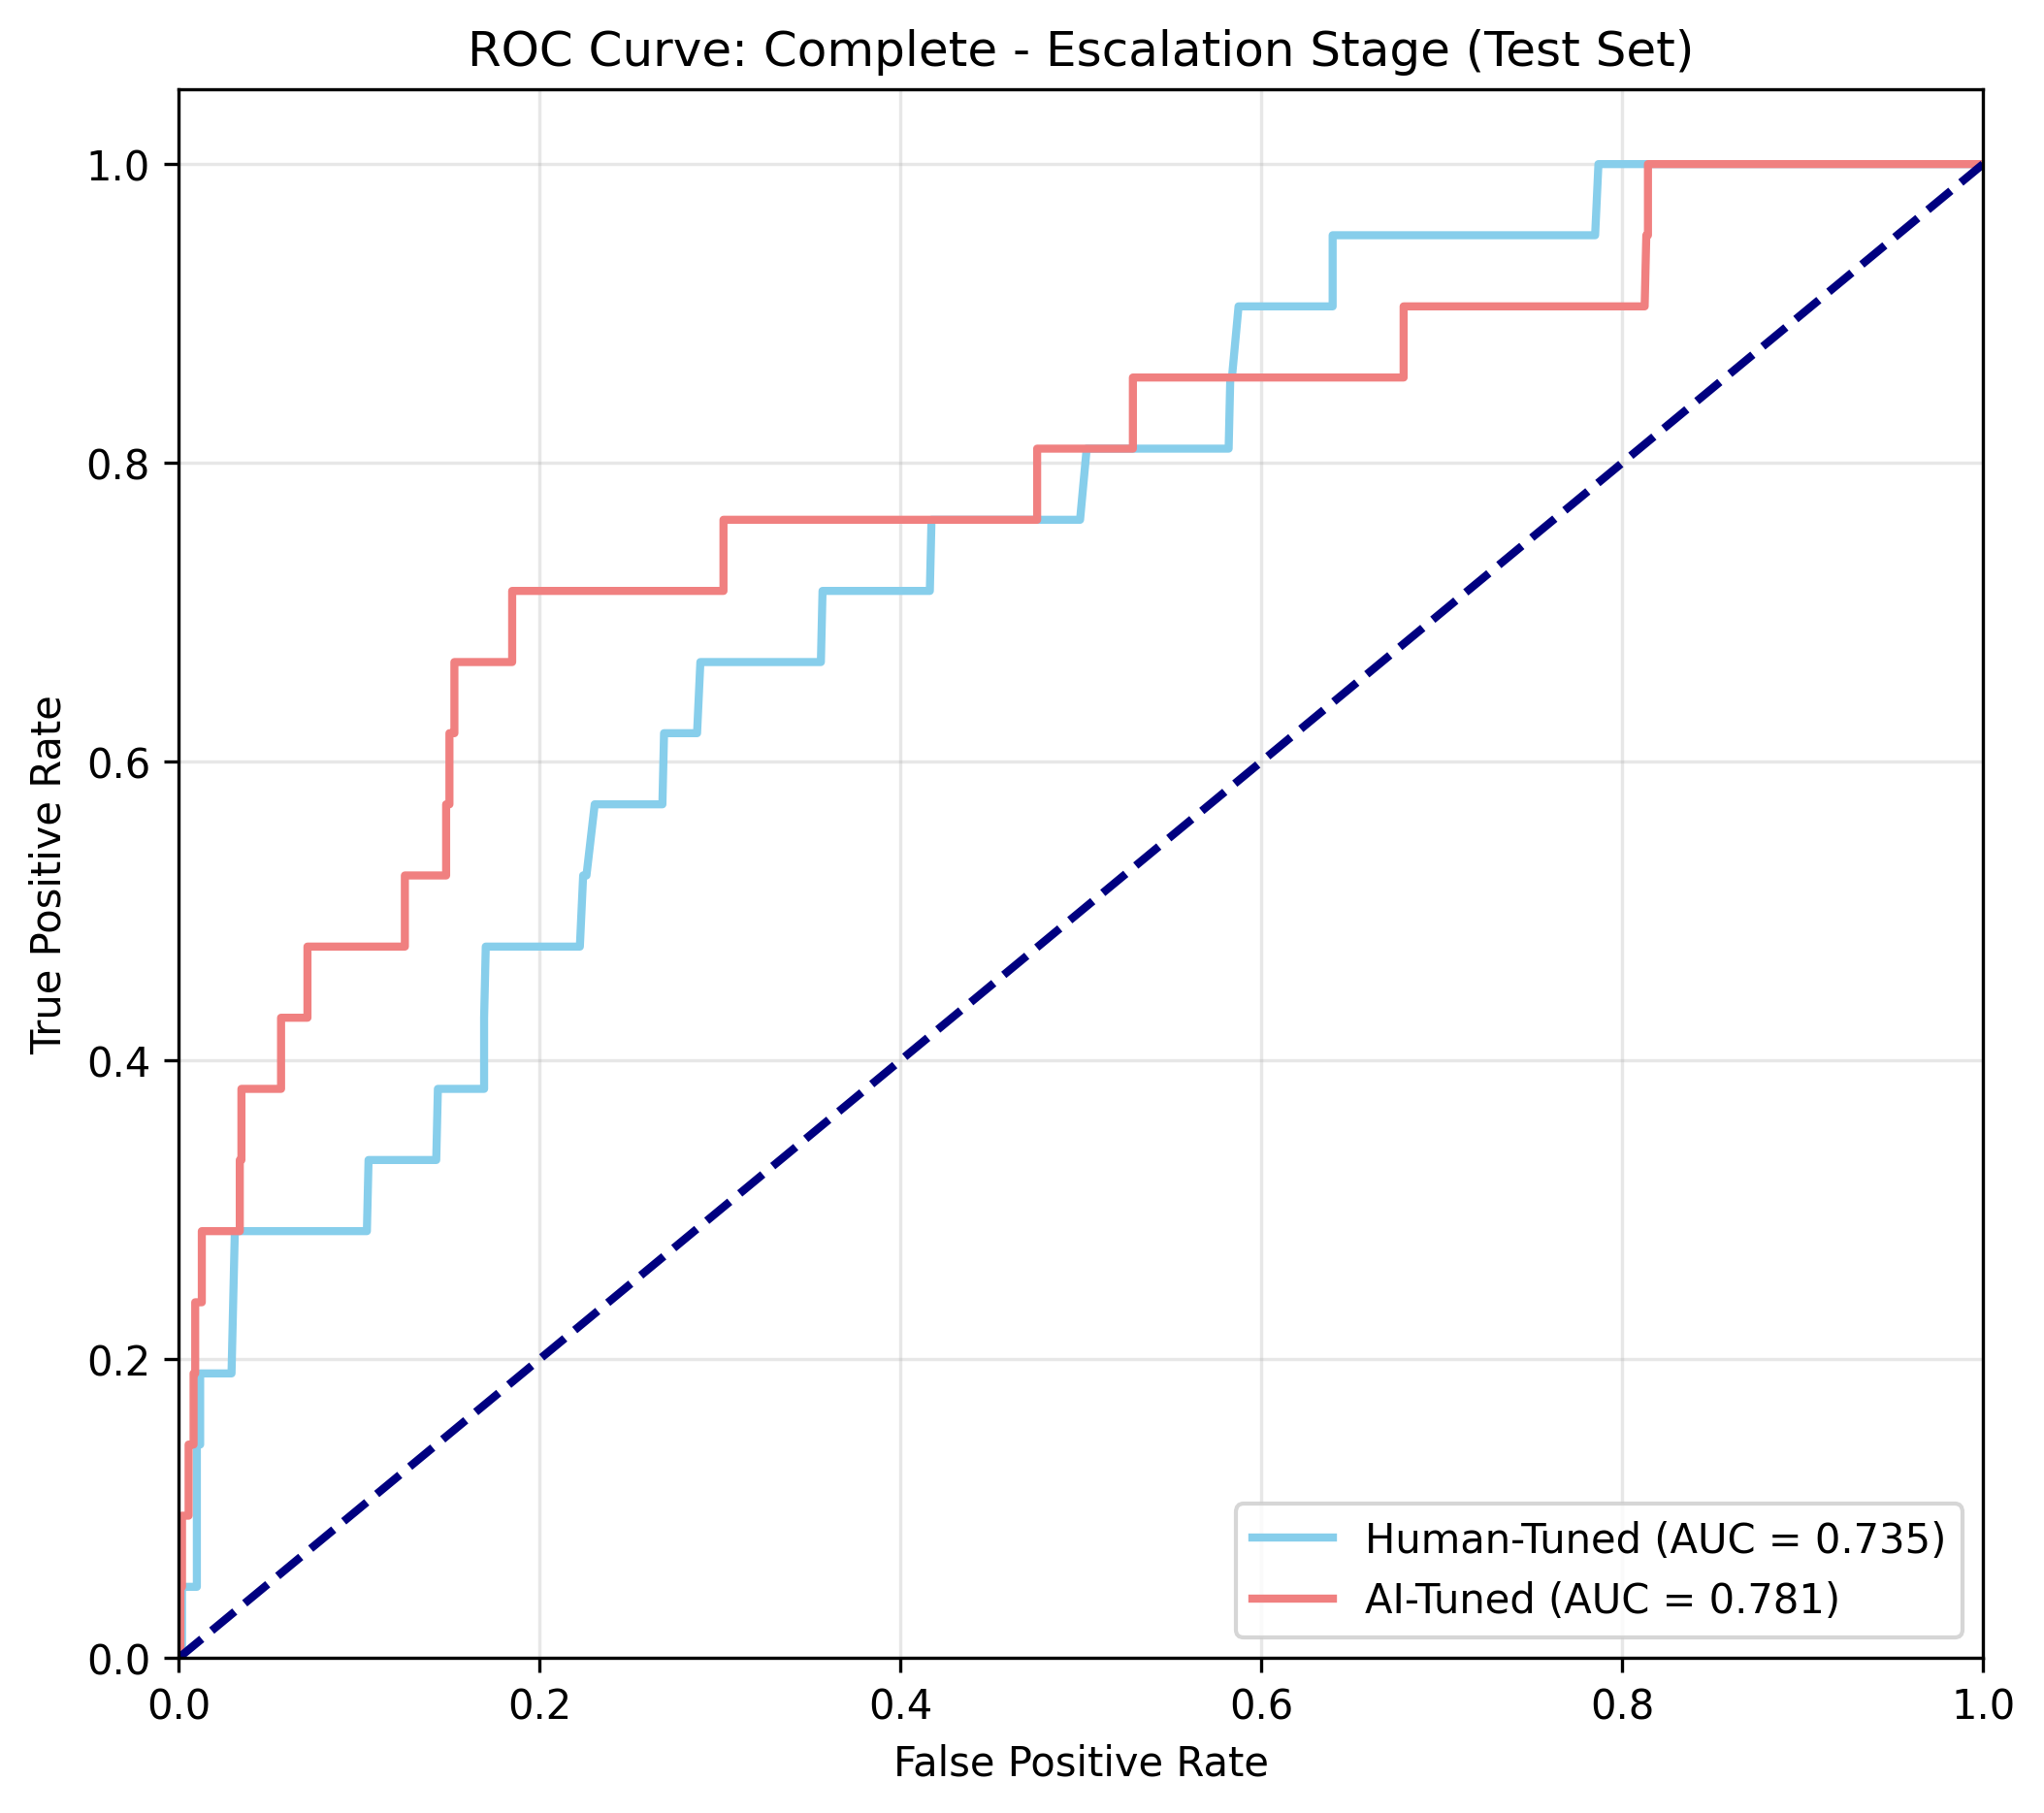 ROC Curve: Complete - Escalation Stage (Test Set)
True Positive Rate
1.0
0.8
0.6
0.4
0.2
0.0
0.0 0.2 0.4 0.6 0.8 1.0
False Positive Rate
Human-Tuned (AUC = 0.735)
AI-Tuned (AUC = 0.781)